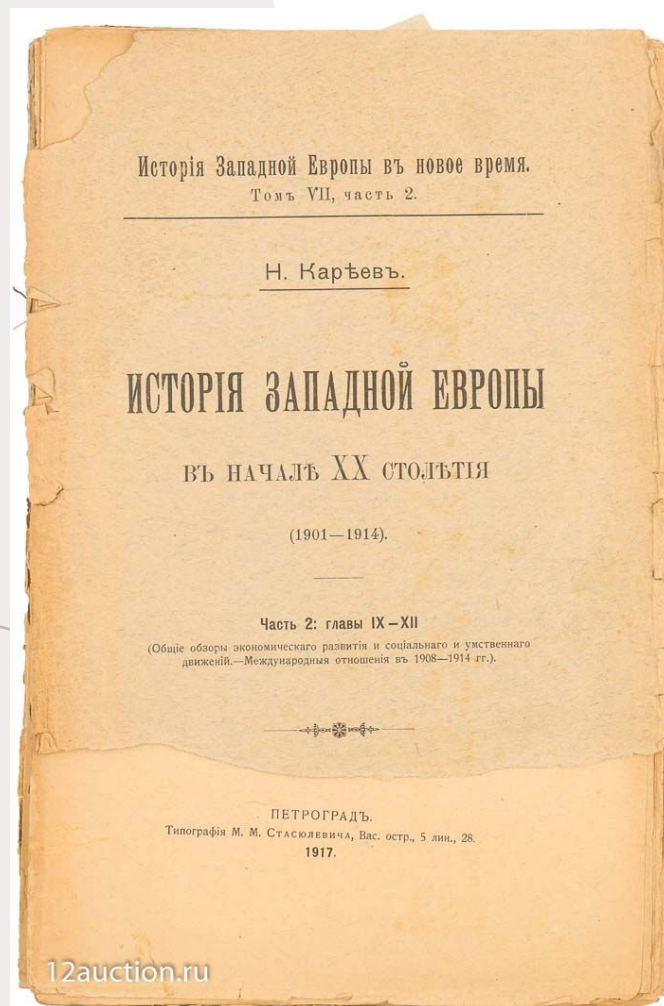 Исторія Западной Европы въ новое время.
Томъ VII, часть 2.
Н. Карѣевъ.
ИСТОРІЯ ЗАПАДНОЙ ЕВРОПЫ
ВЪ НАЧАЛѢ XX СТОЛѢТІЯ
(1901—1914).
Часть 2: главы IX—XII
(Общіе обзоры экономическаго развитія и соціальнаго и умственнаго
движеній.—Международныя отношенія въ 1908—1914 гг.).
ПЕТРОГРАДЪ.
Типографія М. М. Стасюлевича, Вас. остр., 5 лин., 28.
1917.
12auction.ru